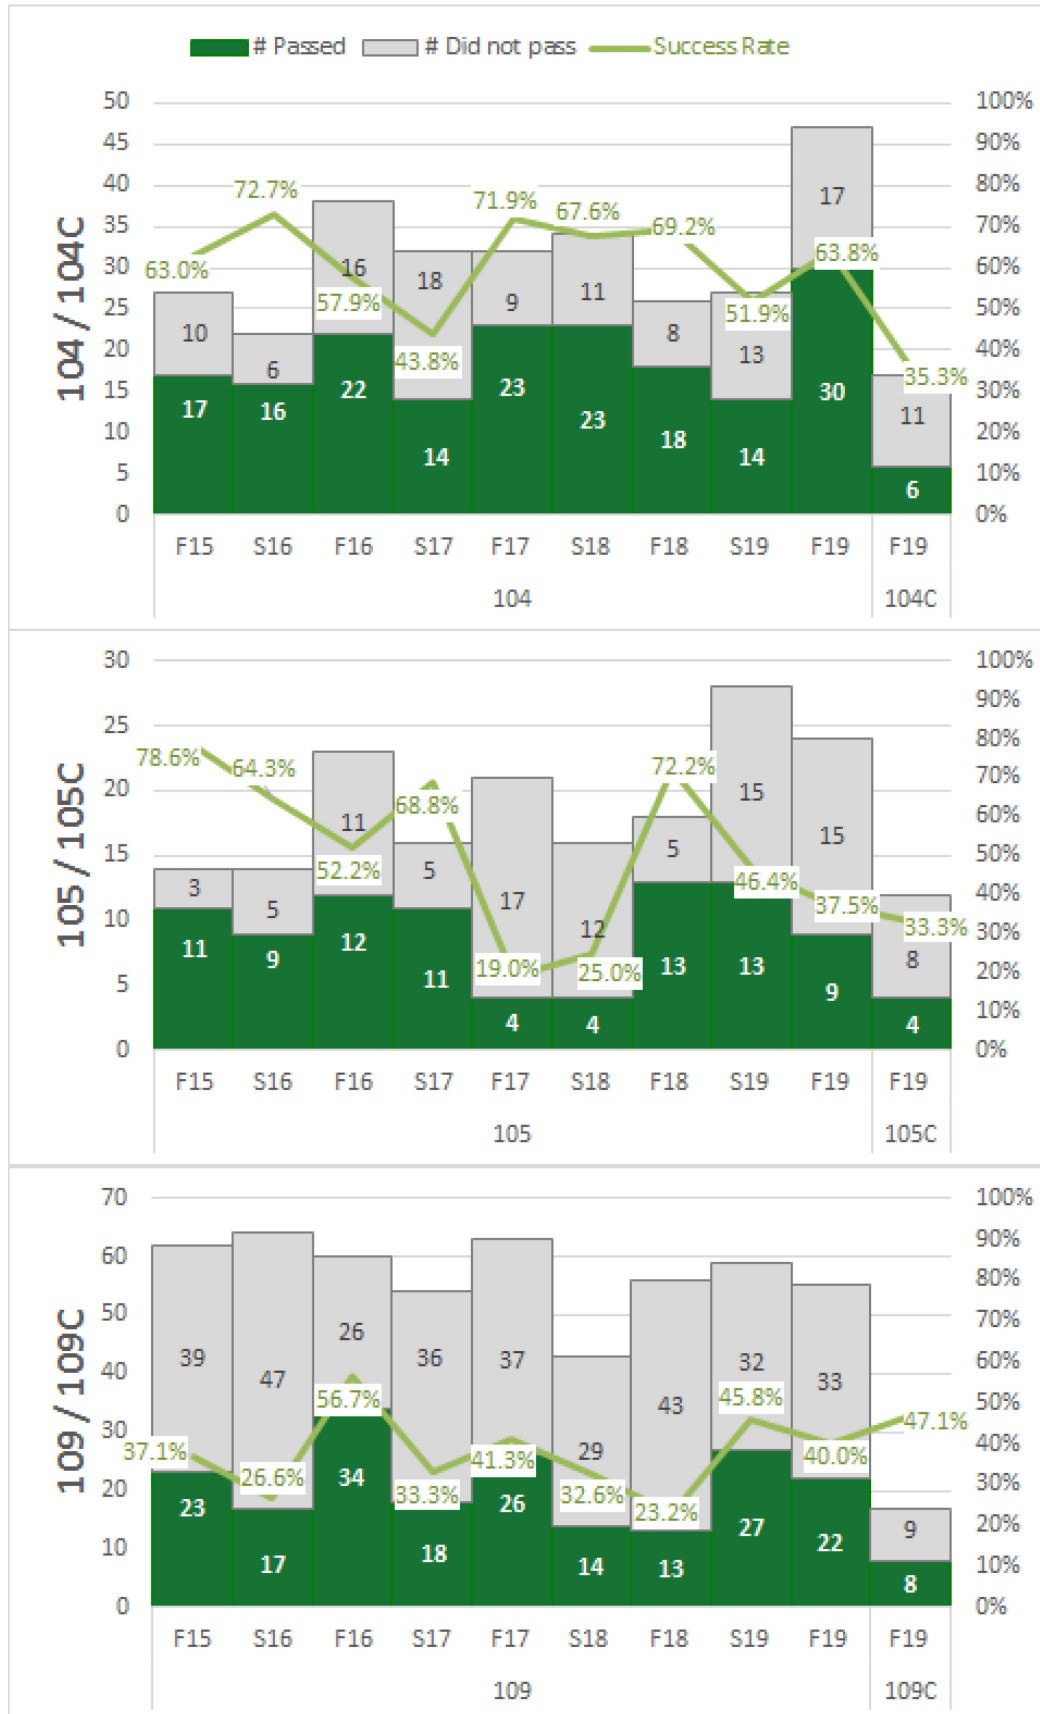 # Passed # Did not pass Success Rate
104 / 104C
50 100%
45 90%
40 80%
35 70%
30 60%
25 50%
20 40%
15 30%
10 20%
5 10%
0 0%
63.0% 72.7% 57.9% 43.8% 71.9% 67.6% 69.2% 51.9% 63.8% 35.3%
10 6 16 18 9 11 8 13 17 11
17 16 22 14 23 23 18 14 30 6
F15 S16 F16 S17 F17 S18 F18 S19 F19 F19
104 104C
105 / 105C
30 100%
90%
25 80%
70%
20 60%
15 50%
40%
10 30%
20%
5 10%
0 0%
78.6% 64.3% 52.2% 68.8% 19.0% 25.0% 72.2% 46.4% 37.5% 33.3%
3 5 11 5 17 12 5 15 15 8
11 9 12 11 4 4 13 13 9 4
F15 S16 F16 S17 F17 S18 F18 S19 F19 F19
105 105C
109 / 109C
70 100%
90%
60 80%
50 70%
60%
40 50%
30 40%
20 30%
20%
10 10%
0 0%
37.1% 26.6% 56.7% 33.3% 41.3% 32.6% 23.2% 45.8% 40.0% 47.1%
39 47 26 36 37 29 43 32 33 9
23 17 34 18 26 14 13 27 22 8
F15 S16 F16 S17 F17 S18 F18 S19 F19 F19
109 109C